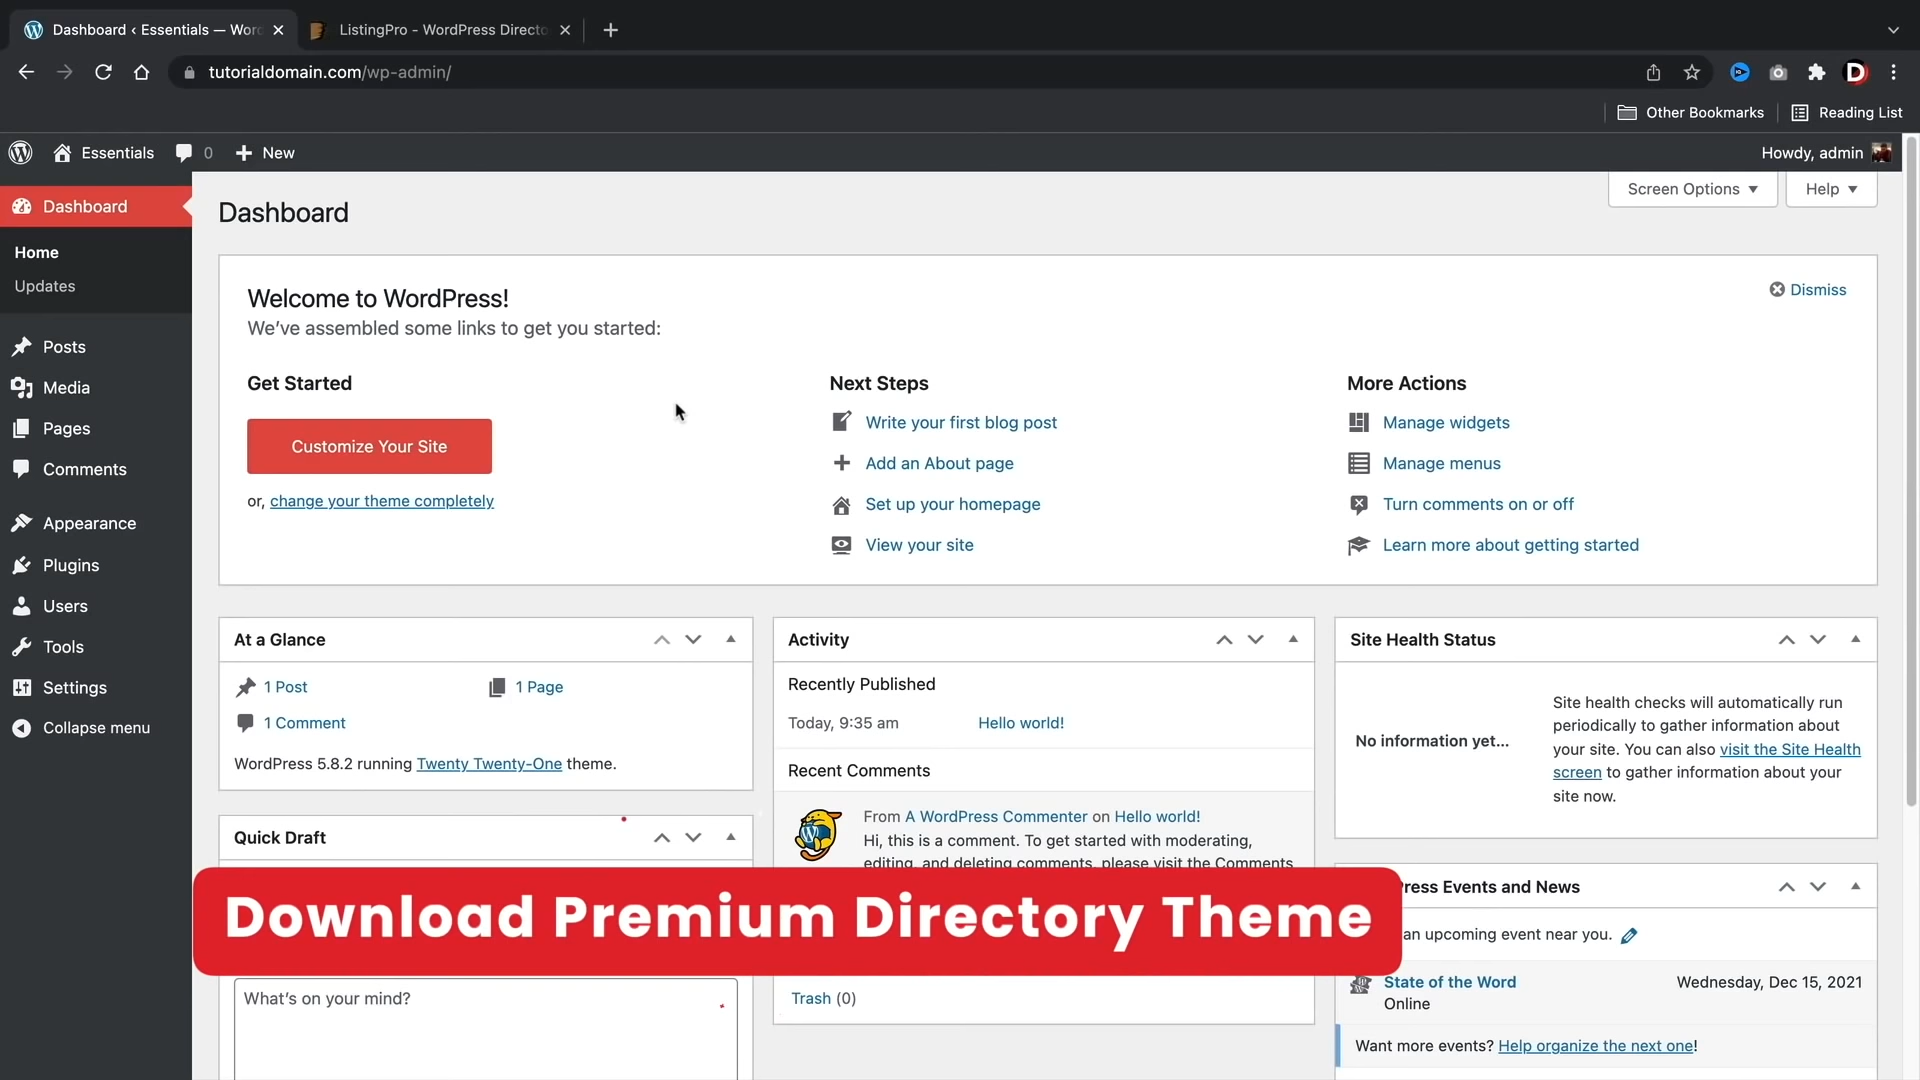 Dashboard ‹ Essentials — Word
ListingPro - WordPress Directo
tutorialdomain.com/wp-admin/
Other Bookmarks
Reading List
Essentials
0
New
Howdy, admin
Dashboard
Home
Updates
Posts
Media
Pages
Comments
Appearance
Plugins
Users
Tools
Settings
Collapse menu
Dashboard
Screen Options
Help
Welcome to WordPress!
We've assembled some links to get you started:
Dismiss
Get Started
Customize Your Site
or, change your theme completely
Next Steps
Write your first blog post
Add an About page
Set up your homepage
View your site
More Actions
Manage widgets
Manage menus
Turn comments on or off
Learn more about getting started
At a Glance
1 Post
1 Page
1 Comment
WordPress 5.8.2 running Twenty Twenty-One theme.
Quick Draft
What's on your mind?
Activity
Recently Published
Today, 9:35 am
Hello world!
Recent Comments
From A WordPress Commenter on Hello world!
Hi, this is a comment. To get started with moderating,
editing, and deleting comments, please visit the Comments
Trash (0)
Site Health Status
No information yet...
Site health checks will automatically run
periodically to gather information about
your site. You can also visit the Site Health
screen to gather information about your
site now.
ress Events and News
an upcoming event near you.
State of the Word
Online
Wednesday, Dec 15, 2021
Want more events? Help organize the next one!
Download Premium Directory Theme